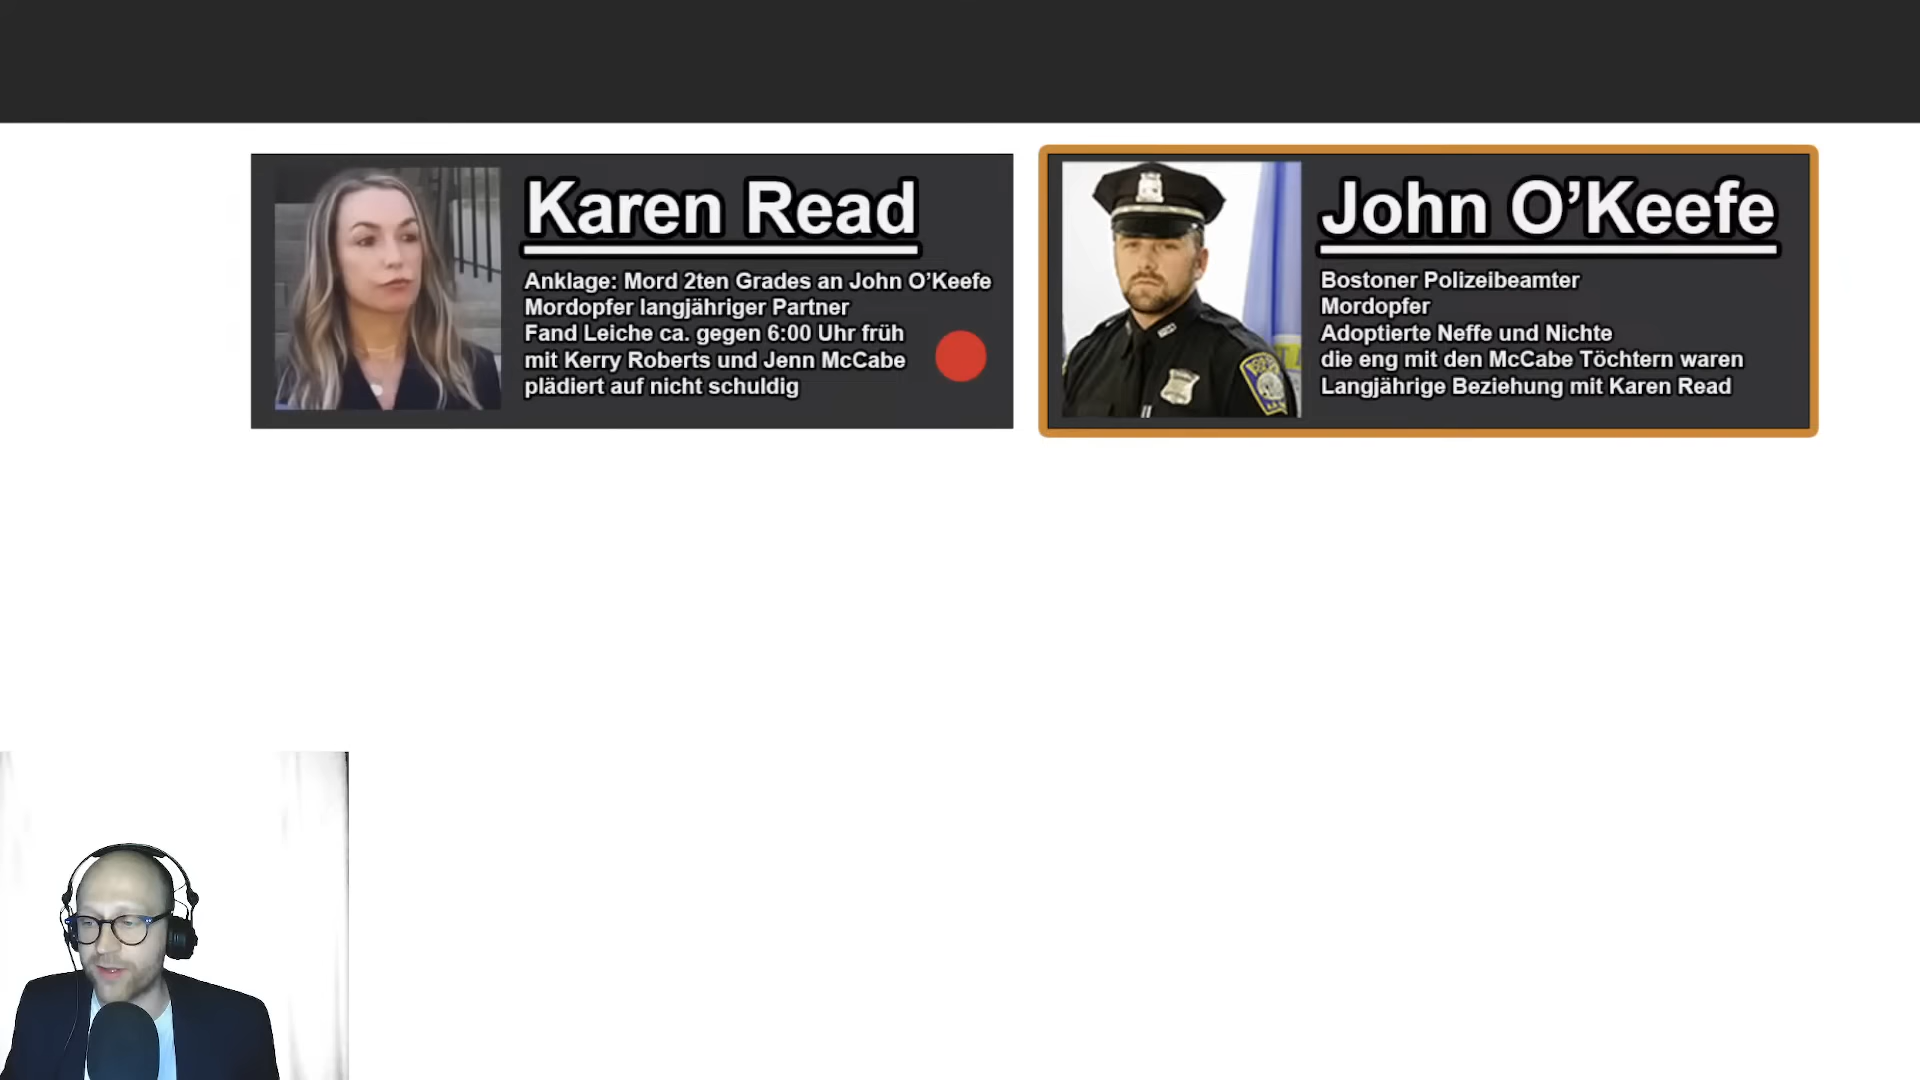 Karen Read
Anklage: Mord 2ten Grades an John O'Keefe
Mordopfer langjähriger Partner
Fand Leiche ca. gegen 6:00 Uhr früh
mit Kerry Roberts und Jenn McCabe
plädiert auf nicht schuldig
John O’Keefe
Bostoner Polizeibeamter
Mordopfer
Adoptierte Neffe und Nichte
die eng mit den McCabe Töchtern waren
Langjährige Beziehung mit Karen Read